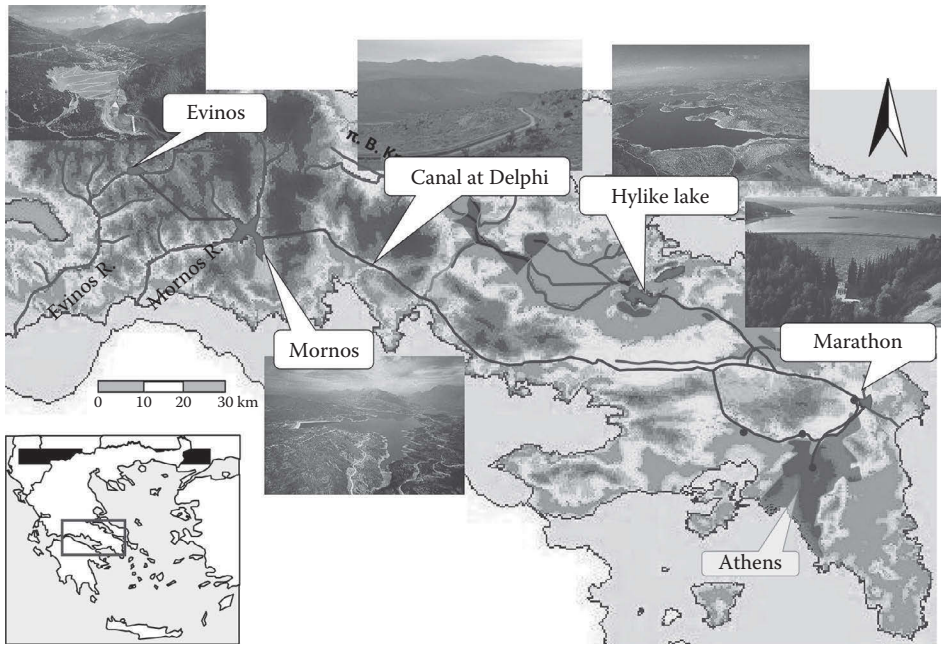 Evinos
π. Β. Κ
Canal at Delphi
Hylike lake
Evinos R.
Mornos R.
Mornos
Marathon
0 10 20 30 km
Athens